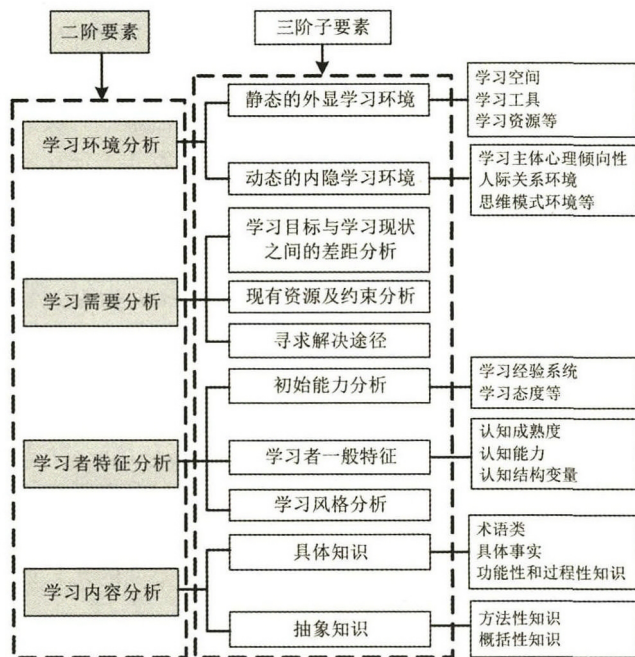 二阶要素
三阶子要素
学习环境分析
静态的外显学习环境
学习空间
学习工具
学习资源等
动态的内隐学习环境
学习主体心理倾向性
人际关系环境
思维模式环境等
学习需要分析
学习目标与学习现状
之间的差距分析
现有资源及约束分析
寻求解决途径
学习者特征分析
初始能力分析
学习经验系统
学习态度等
学习者一般特征
认知成熟度
认知能力
认知结构变量
学习风格分析
学习内容分析
具体知识
术语类
具体事实
功能性和过程性知识
抽象知识
方法性知识
概括性知识